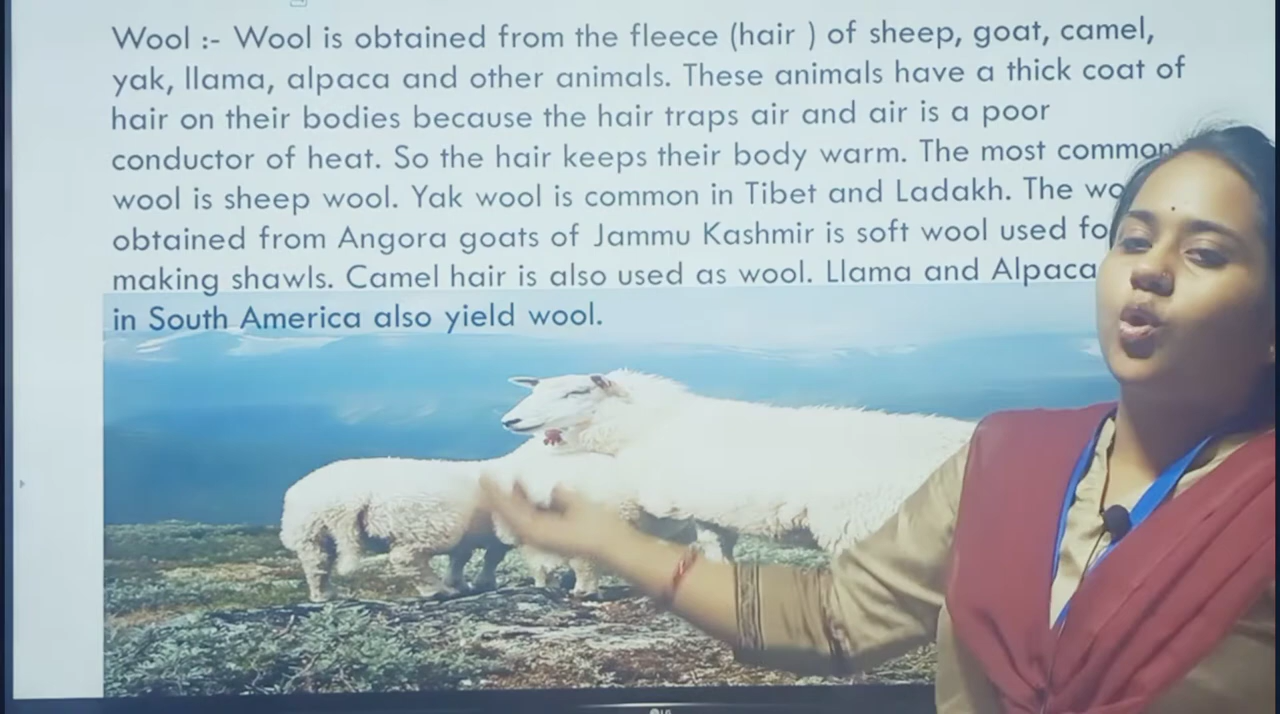 Wool :- Wool is obtained from the fleece (hair ) of sheep, goat, camel,
yak, llama, alpaca and other animals. These animals have a thick coat of
hair on their bodies because the hair traps air and air is a poor
conductor of heat. So the hair keeps their body warm. The most common
wool is sheep wool. Yak wool is common in Tibet and Ladakh. The
obtained from Angora goats of Jammu Kashmir is soft wool used
making shawls. Camel hair is also used as wool. Llama and Alpaca
in South America also yield wool.
LG